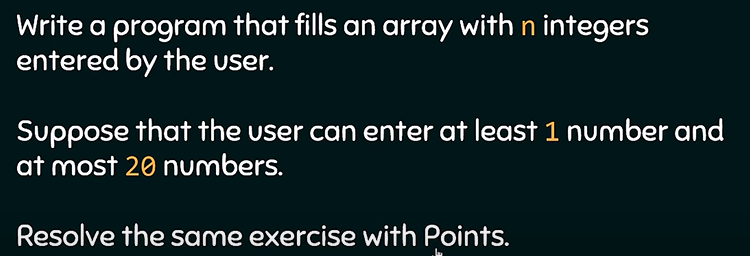 Write a program that fills an array with n integers
entered by the user.
Suppose that the user can enter at least 1 number and
at most 20 numbers.
Resolve the same exercise with Points.